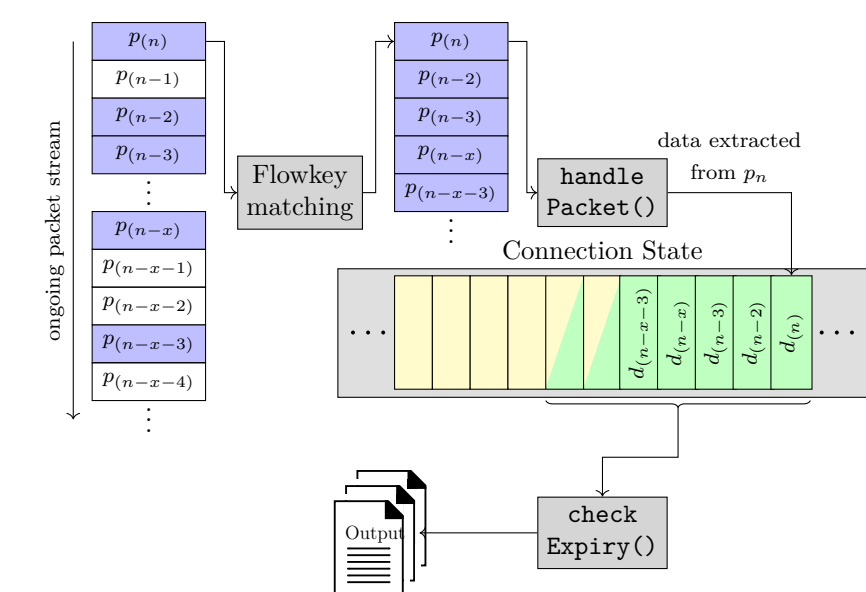 ongoing packet stream
p(n)
p(n−1)
p(n−2)
p(n−3)
⋮
p(n−x)
p(n−x−1)
p(n−x−2)
p(n−x−3)
p(n−x−4)
⋮
Flowkey
matching
p(n)
p(n−2)
p(n−3)
p(n−x)
p(n−x−3)
⋮
handle
Packet()
data extracted
from pn
Connection State
...
d(n−x−3)
d(n−x)
d(n−3)
d(n−2)
d(n)
...
check
Expiry()
Output